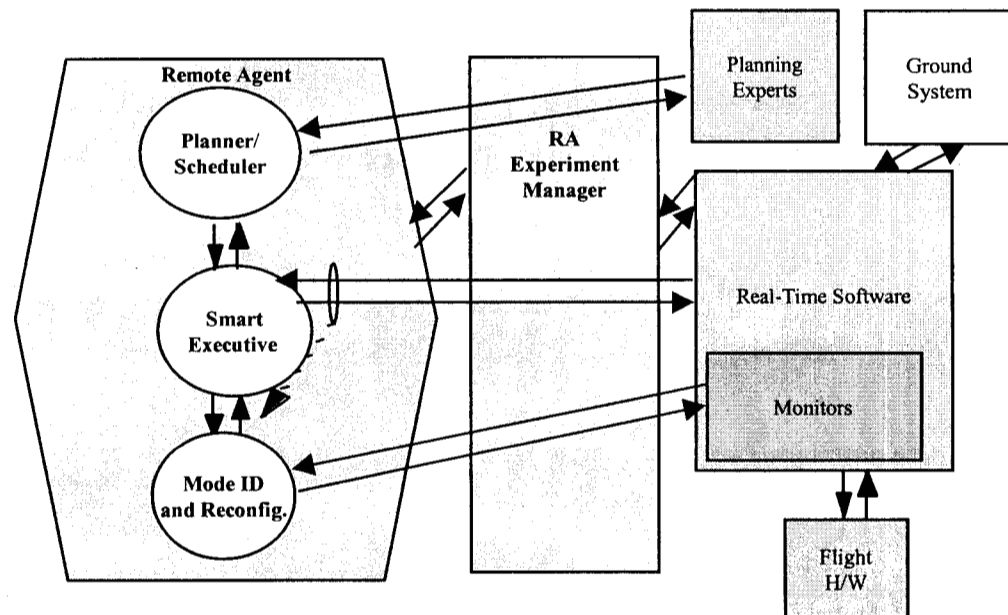 Remote Agent
Planner/
Scheduler
Smart
Executive
Mode ID
and Reconfig.
RA
Experiment
Manager
Planning
Experts
Ground
System
Real-Time Software
Monitors
Flight
H/W